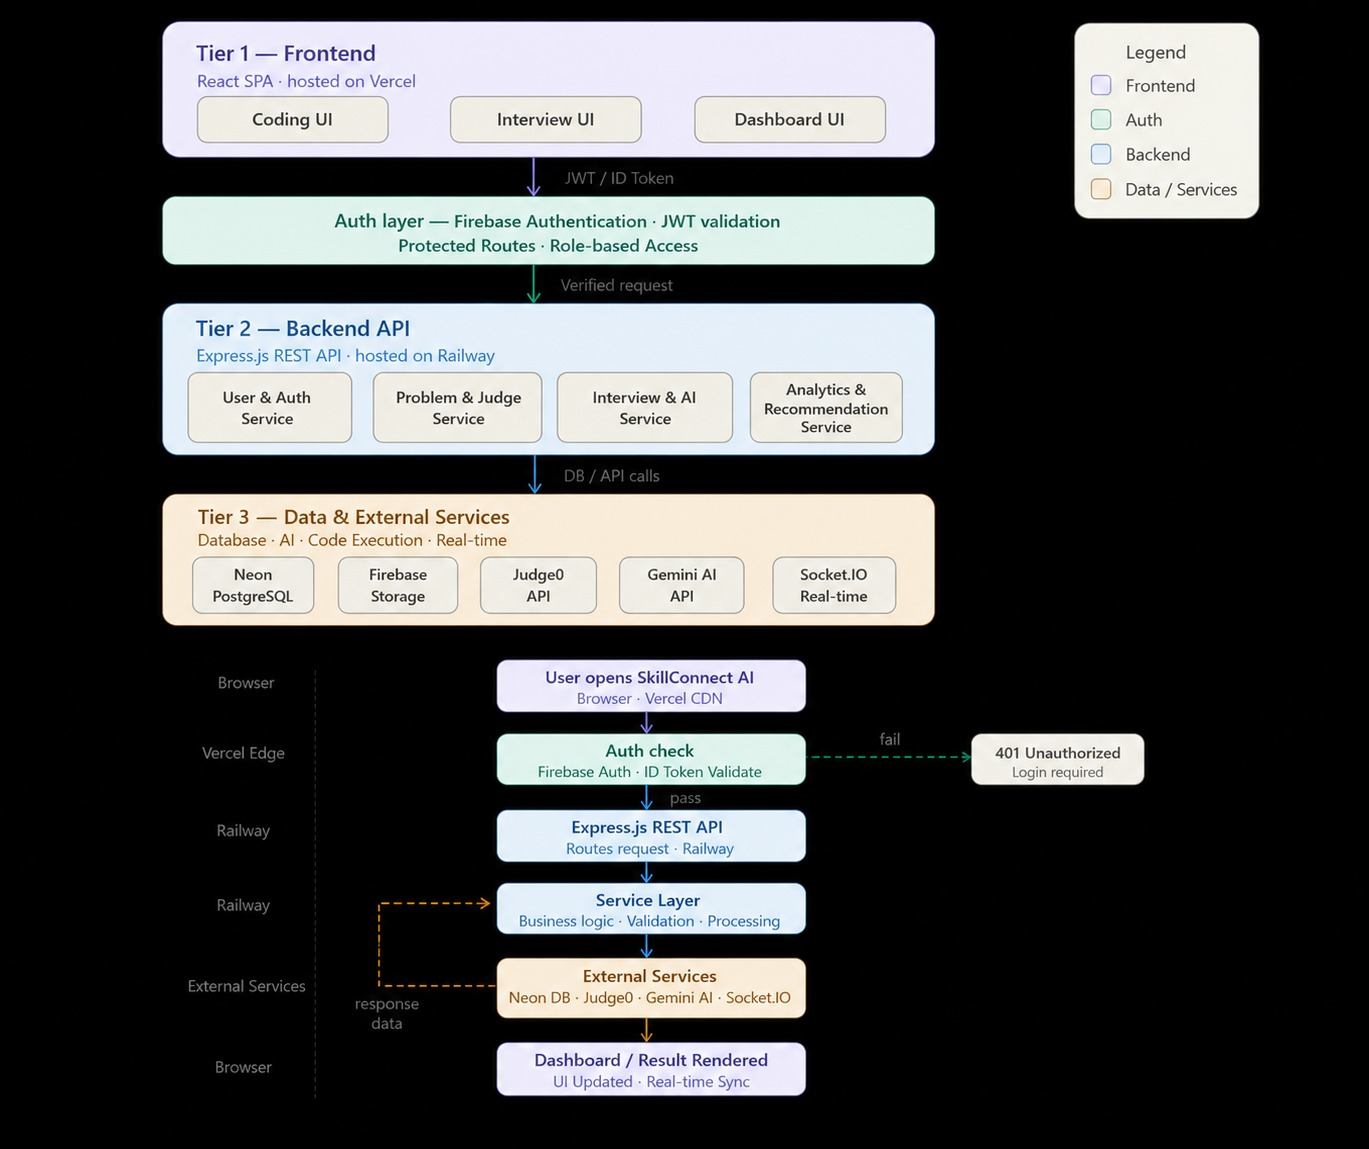 Tier 1 — Frontend
React SPA · hosted on Vercel
Coding UI
Interview UI
Dashboard UI
Legend
Frontend
Auth
Backend
Data / Services
JWT / ID Token
Auth layer — Firebase Authentication · JWT validation
Protected Routes · Role-based Access
Verified request
Tier 2 — Backend API
Express.js REST API · hosted on Railway
User & Auth
Service
Problem & Judge
Service
Interview & AI
Service
Analytics &
Recommendation
Service
DB / API calls
Tier 3 — Data & External Services
Database · AI · Code Execution · Real-time
Neon
PostgreSQL
Firebase
Storage
Judge0
API
Gemini AI
API
Socket.IO
Real-time
Browser
User opens SkillConnect AI
Browser · Vercel CDN
Vercel Edge
Auth check
Firebase Auth · ID Token Validate
fail
401 Unauthorized
Login required
pass
Railway
Express.js REST API
Routes request · Railway
Railway
Service Layer
Business logic · Validation · Processing
External Services
External Services
Neon DB · Judge0 · Gemini AI · Socket.IO
response
data
Browser
Dashboard / Result Rendered
UI Updated · Real-time Sync